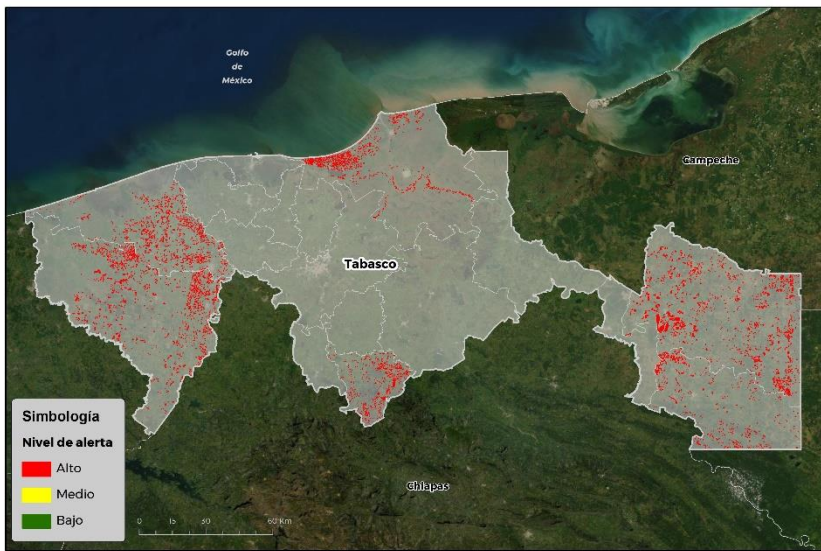 Golfo
de
México
Campeche
Tabasco
Chiapas
Simbología
Nivel de alerta
Alto
Medio
Bajo
0 15 30 60 Km